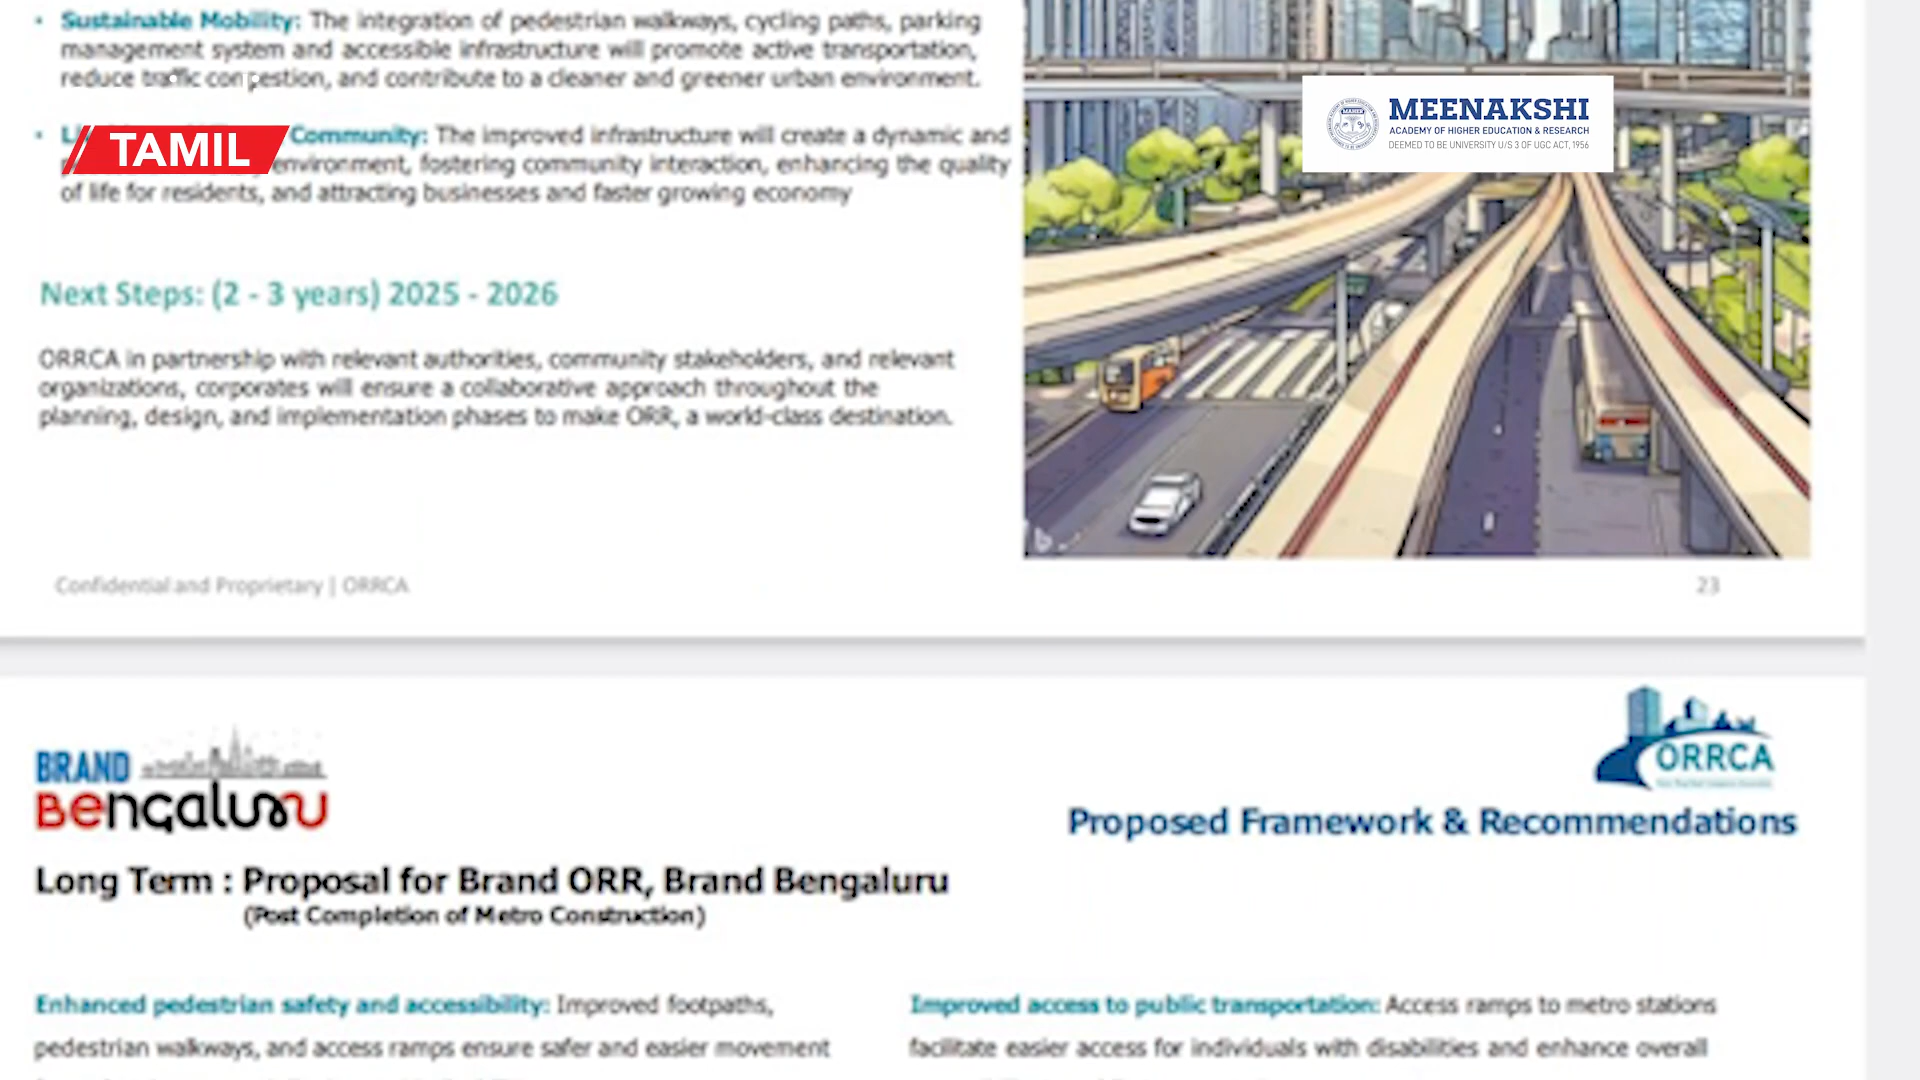 Sustainable Mobility: The integration of pedestrian walkways, cycling paths, parking
management system and accessible infrastructure will promote active transportation,
reduce traffic congestion, and contribute to a cleaner and greener urban environment.
Community: The improved infrastructure will create a dynamic and
environment, fostering community interaction, enhancing the quality
of life for residents, and attracting businesses and faster growing economy
TAMIL
MEENAKSHI
ACADEMY OF HIGHER EDUCATION & RESEARCH
DEEMED TO BE UNIVERSITY U/S 3 OF UGC ACT, 1956
Next Steps: (2 - 3 years) 2025 - 2026
ORRCA in partnership with relevant authorities, community stakeholders, and relevant
organizations, corporates will ensure a collaborative approach throughout the
planning, design, and implementation phases to make ORR, a world-class destination.
Confidential and Proprietary | ORRCA
23
BRAND
Bengaluru
ORRCA
Proposed Framework & Recommendations
Long Term : Proposal for Brand ORR, Brand Bengaluru
(Post Completion of Metro Construction)
Enhanced pedestrian safety and accessibility: Improved footpaths,
pedestrian walkways, and access ramps ensure safer and easier movement
Improved access to public transportation: Access ramps to metro stations
facilitate easier access for individuals with disabilities and enhance overall